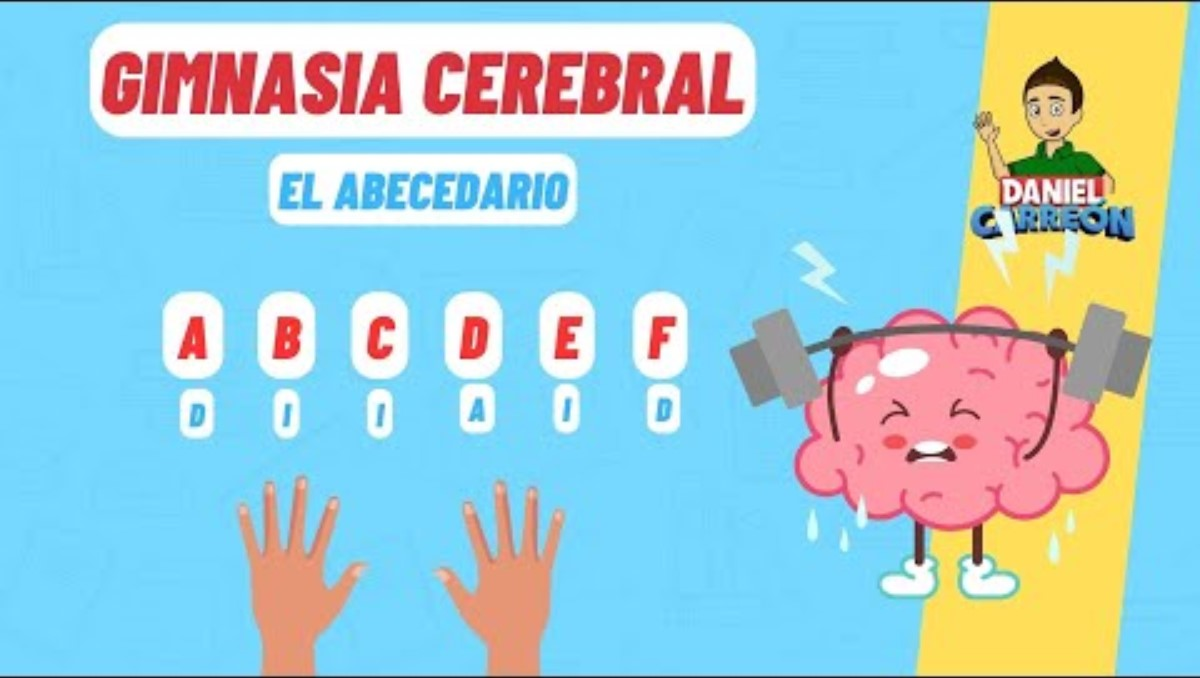 GIMNASIA CEREBRAL
EL ABECEDARIO
DANIEL
CARREÓN
A B C D E F
D I I A I D